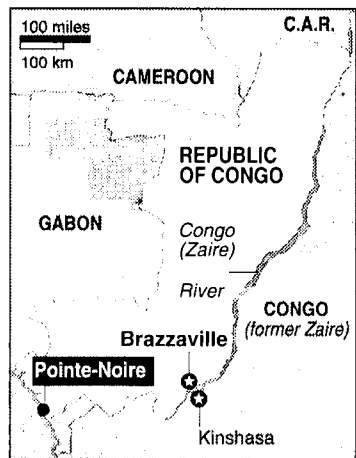 100 miles
100 km
C.A.R.
CAMEROON
REPUBLIC
OF CONGO
GABON
Congo
(Zaire)
River
CONGO
(former Zaire)
Brazzaville
Pointe-Noire
Kinshasa